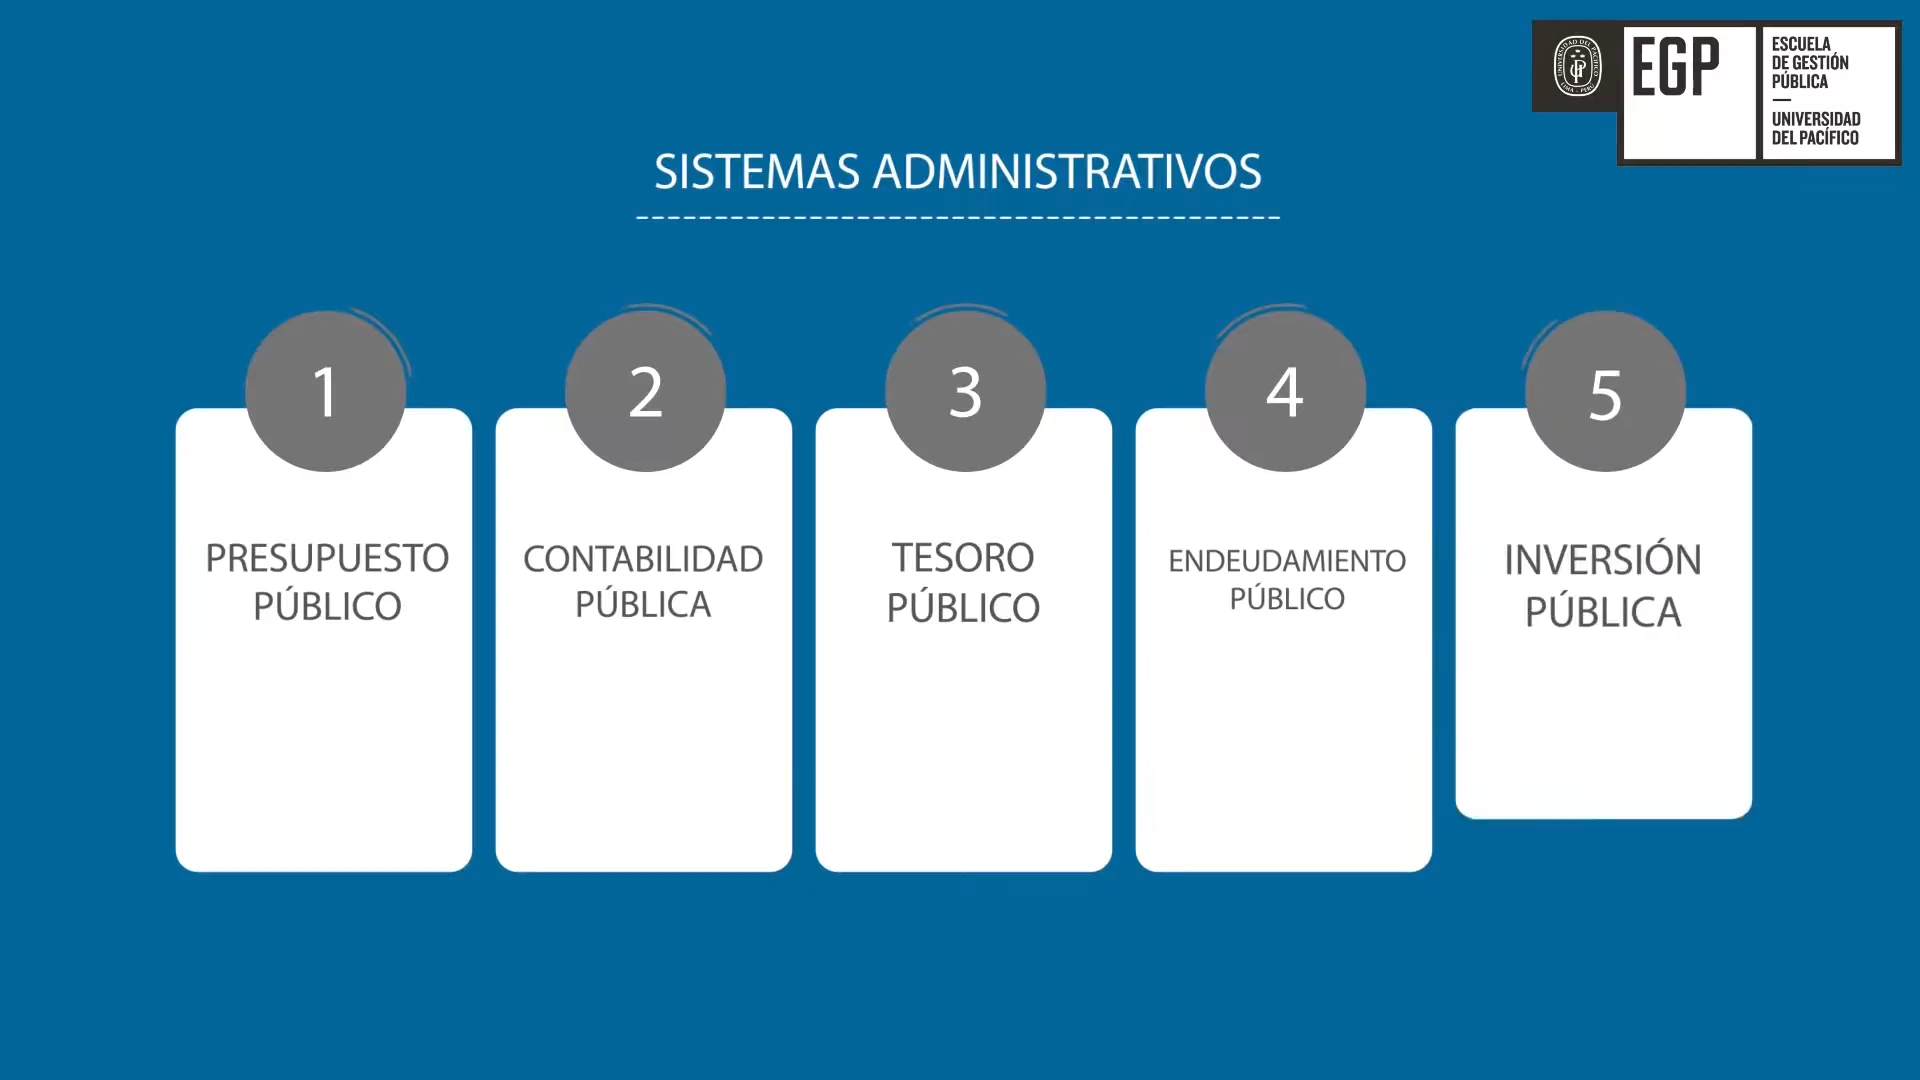 EGP
ESCUELA
DE GESTIÓN
PÚBLICA
UNIVERSIDAD
DEL PACÍFICO
SISTEMAS ADMINISTRATIVOS
1
PRESUPUESTO
PÚBLICO
2
CONTABILIDAD
PÚBLICA
3
TESORO
PÚBLICO
4
ENDEUDAMIENTO
PÚBLICO
5
INVERSIÓN
PÚBLICA